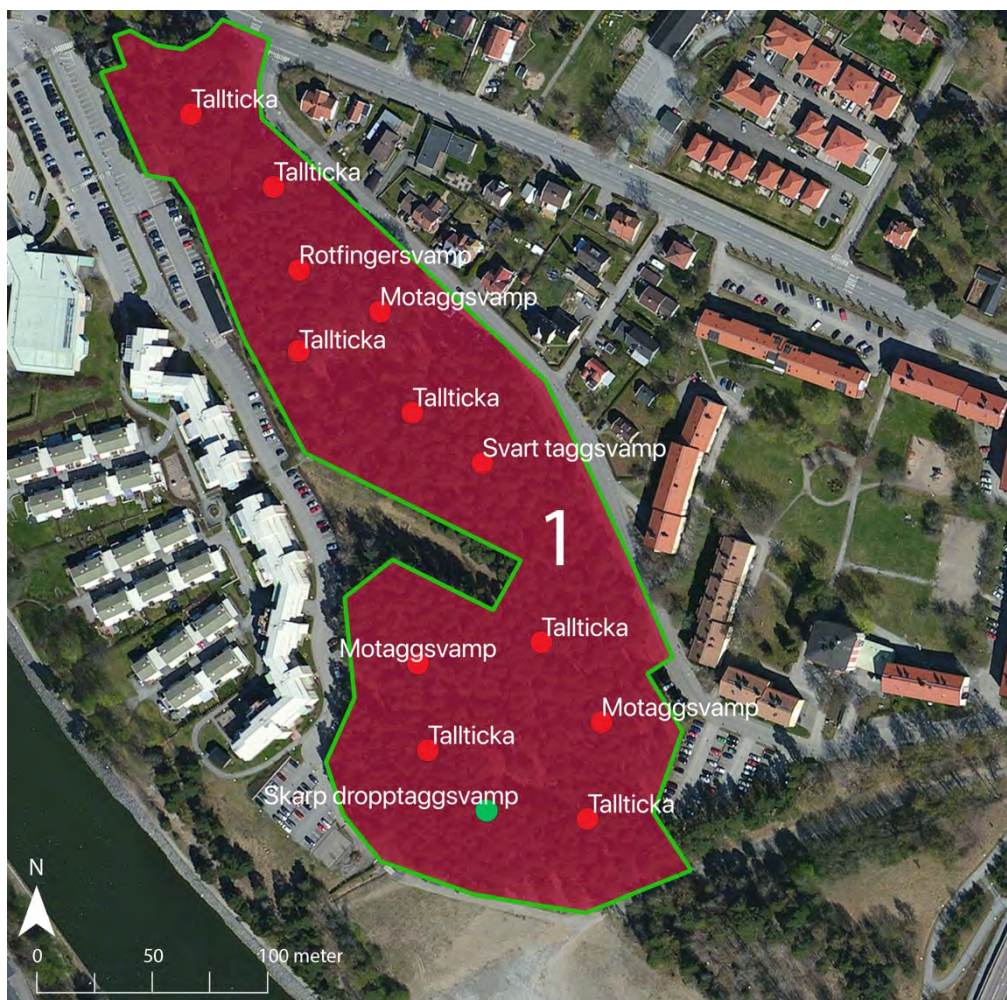 Tallticka
Tallticka
Rotfingersvamp
Motaggsvamp
Tallticka
Tallticka
Svart taggsvamp
1
Tallticka
Motaggsvamp
Motaggsvamp
Tallticka
Skarp dropptaggsvamp
Tallticka
N
0 50 100 meter